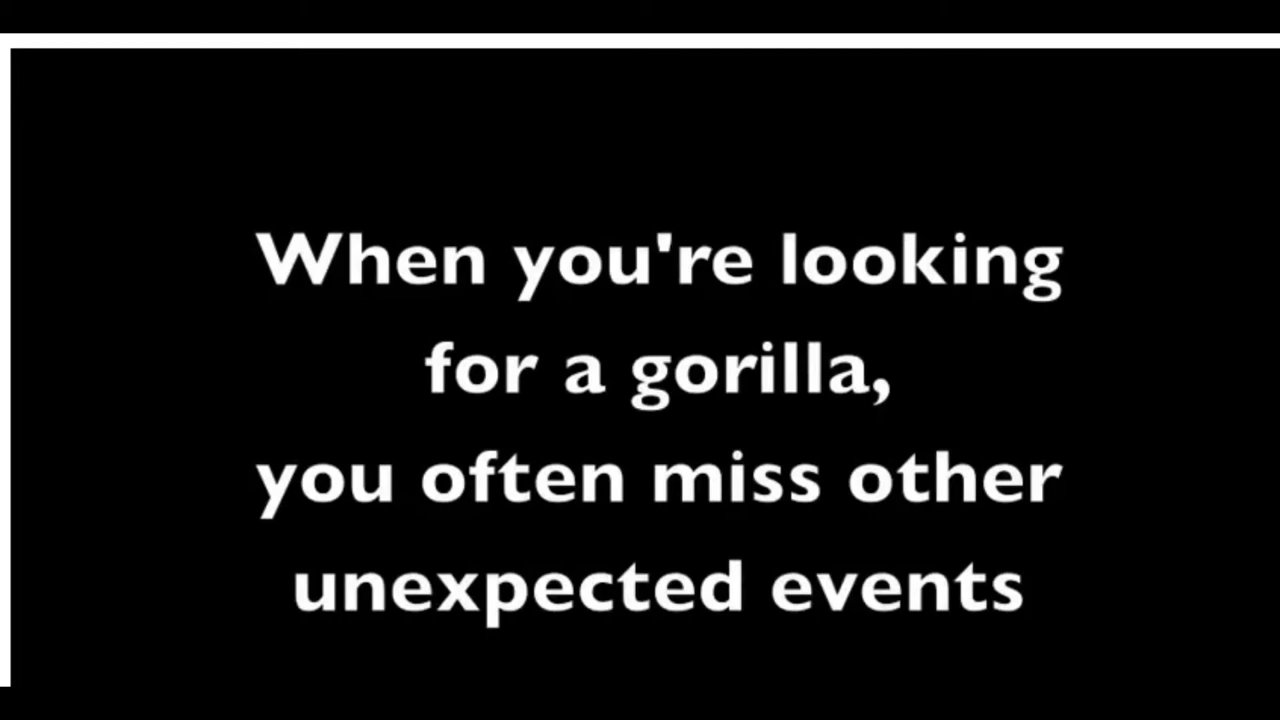 When you're looking
for a gorilla,
you often miss other
unexpected events